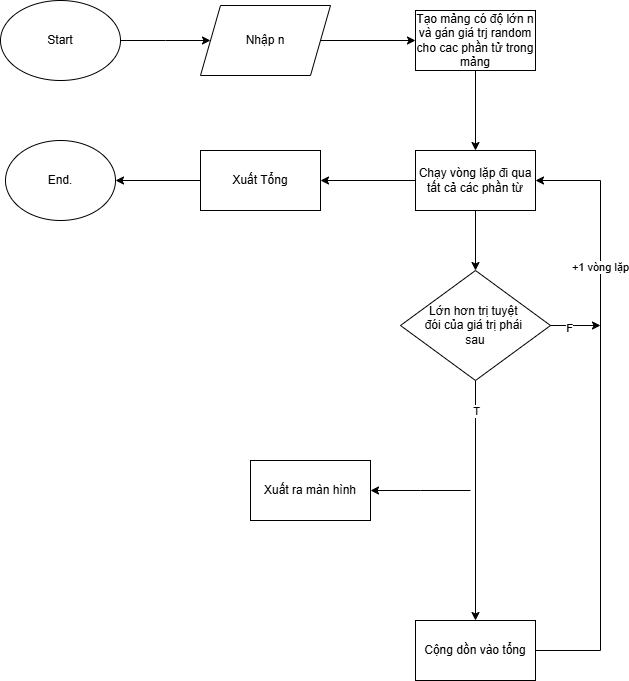 Start
Nhập n
Tạo mảng có độ lớn n
và gán giá trị random
cho cac phần tử trong
mảng
End.
Xuất Tổng
Chạy vòng lặp đi qua
tất cả các phần từ
+1 vòng lặp
Lớn hơn trị tuyệt
đói của giá trị phái
sau
F
T
Xuất ra màn hình
Cộng dồn vào tổng